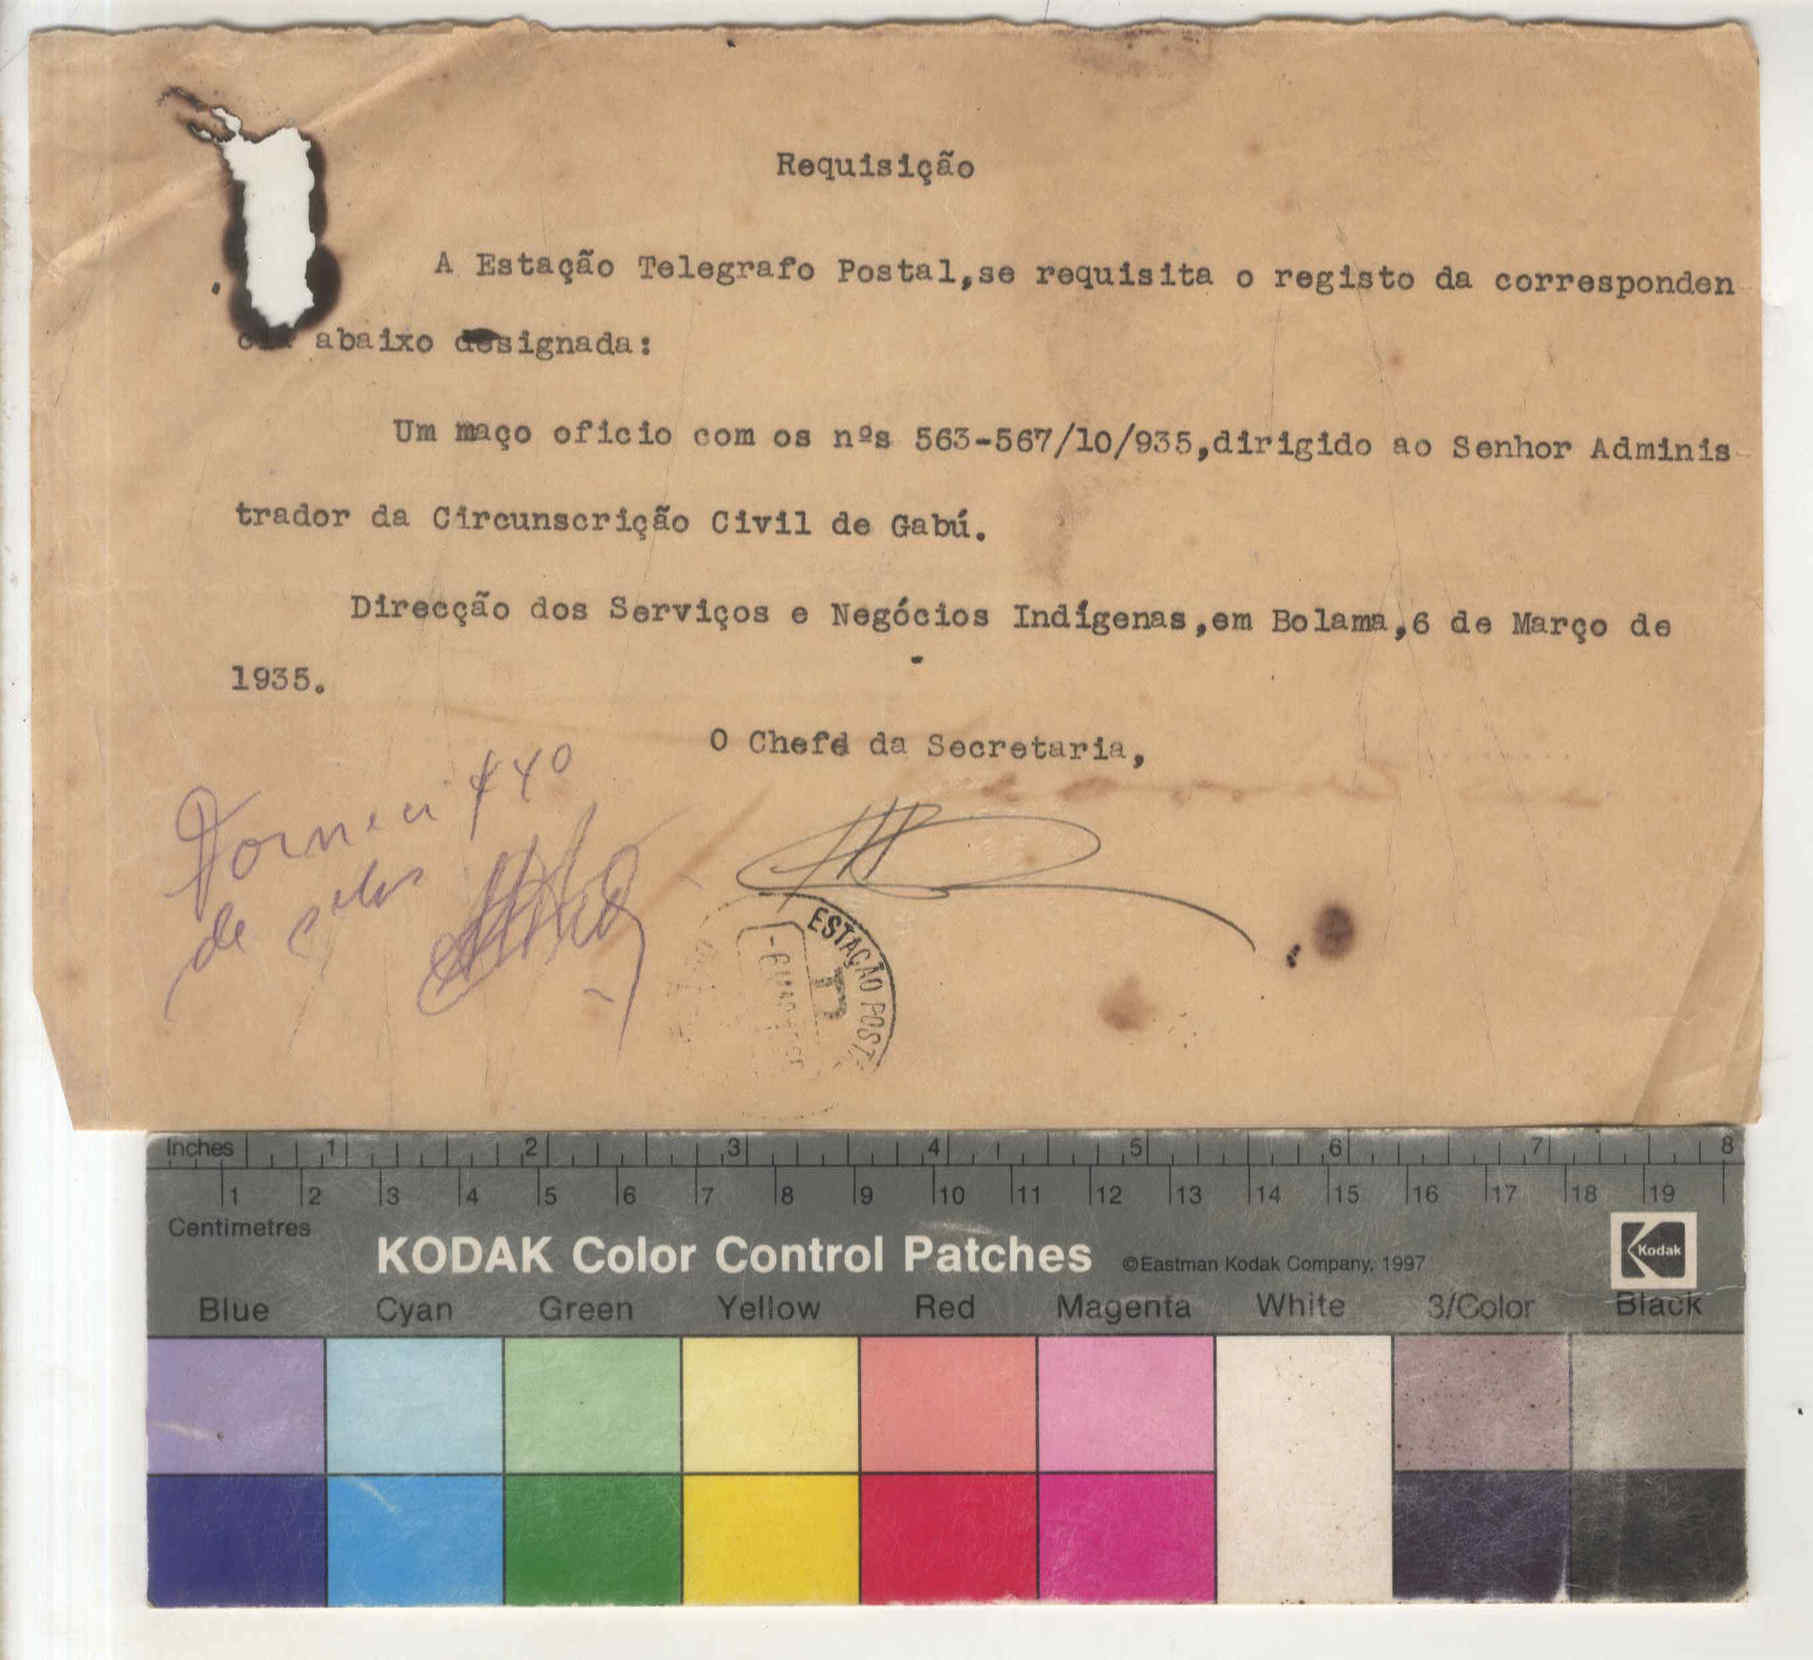 Requisição
A Estação Telegrafo Postal,se requisita o registo da corresponden
cia abaixo designada:
Um maço oficio com os nºs 563-567/10/935,dirigido ao Senhor Adminis
trador da Circunscrição Civil de Gabú.
Direcção dos Serviços e Negócios Indígenas,em Bolama,6 de Março de
1935.
O Chefe da Secretaria,
de selos
ESTAÇÃO POST
Inches 1 2 3 4 5 6 7 8
1 2 3 4 5 6 7 8 9 10 11 12 13 14 15 16 17 18 19
Centimetres
KODAK Color Control Patches ©Eastman Kodak Company, 1997 Kodak
Blue Cyan Green Yellow Red Magenta White 3/Color Black